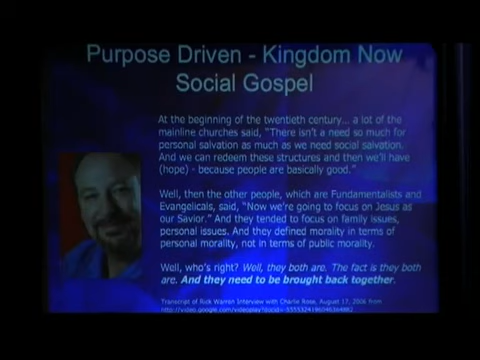 Purpose Driven - Kingdom Now
Social Gospel
At the beginning of the twentieth century... a lot of the
mainline churches said, "There isn't a need so much for
personal salvation as much as we need social salvation.
And we can redeem these structures and then we'll have
(hope) - because people are basically good."
Well, then the other people, which are Fundamentalists and
Evangelicals, said, "Now we're going to focus on Jesus as
our Savior." And they tended to focus on family issues,
personal issues. And they defined morality in terms of
personal morality, not in terms of public morality.
Well, who's right? Well, they both are. The fact is they both
are. And they need to be brought back together.
Transcript of Rick Warren Interview with Charlie Rose, August 17, 2006 from